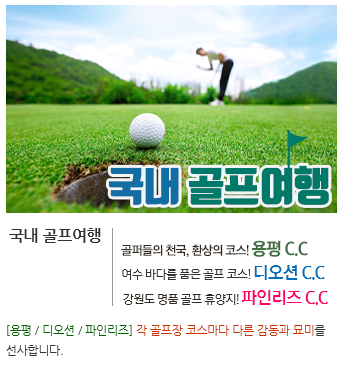 국내 골프여행
국내 골프여행
골퍼들의 천국, 환상의 코스! 용평 C.C
여수 바다를 품은 골프 코스! 디오션 C.C
강원도 명품 골프 휴양지! 파인리즈 C.C
[용평 / 디오션 / 파인리즈] 각 골프장 코스마다 다른 감동과 묘미를
선사합니다.